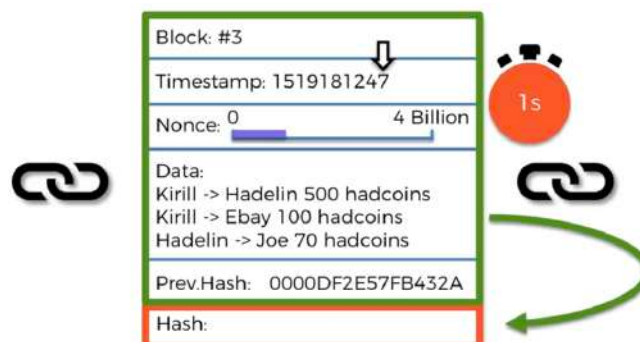 Block: #3
Timestamp: 1519181247
1s
Nonce: 0 4 Billion
Data:
Kirill -> Hadelin 500 hadcoins
Kirill -> Ebay 100 hadcoins
Hadelin -> Joe 70 hadcoins
Prev.Hash: 0000DF2E57FB432A
Hash: